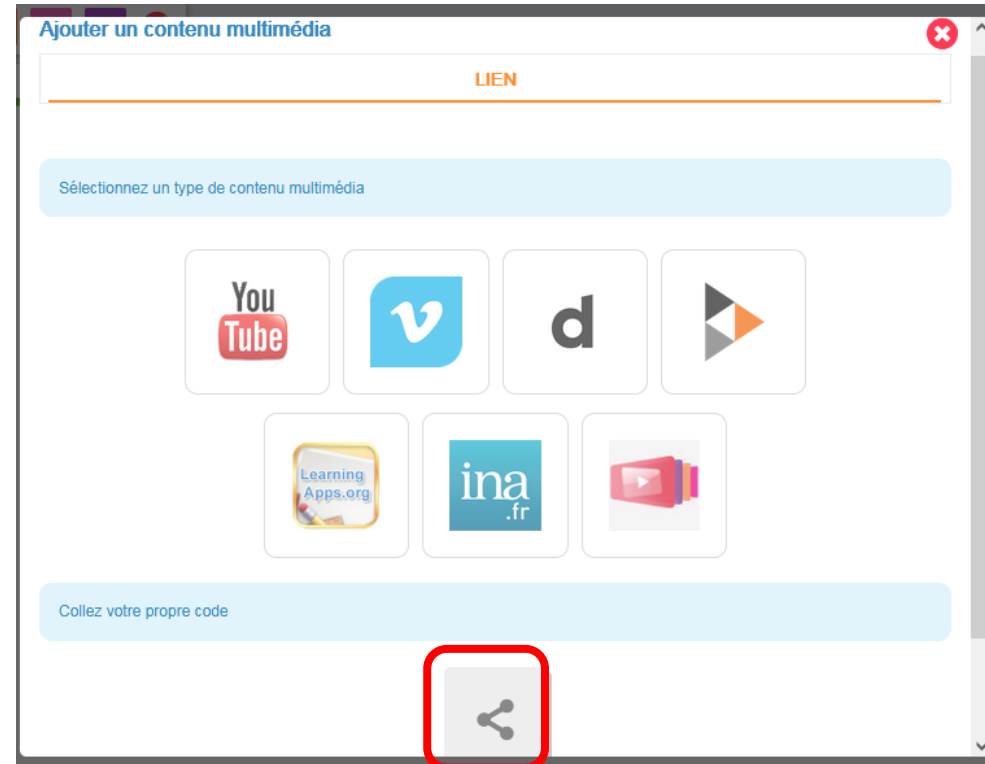 Ajouter un contenu multimédia
LIEN
Sélectionnez un type de contenu multimédia
You
Tube
v
d
Learning
Apps.org
ina
.fr
Collez votre propre code